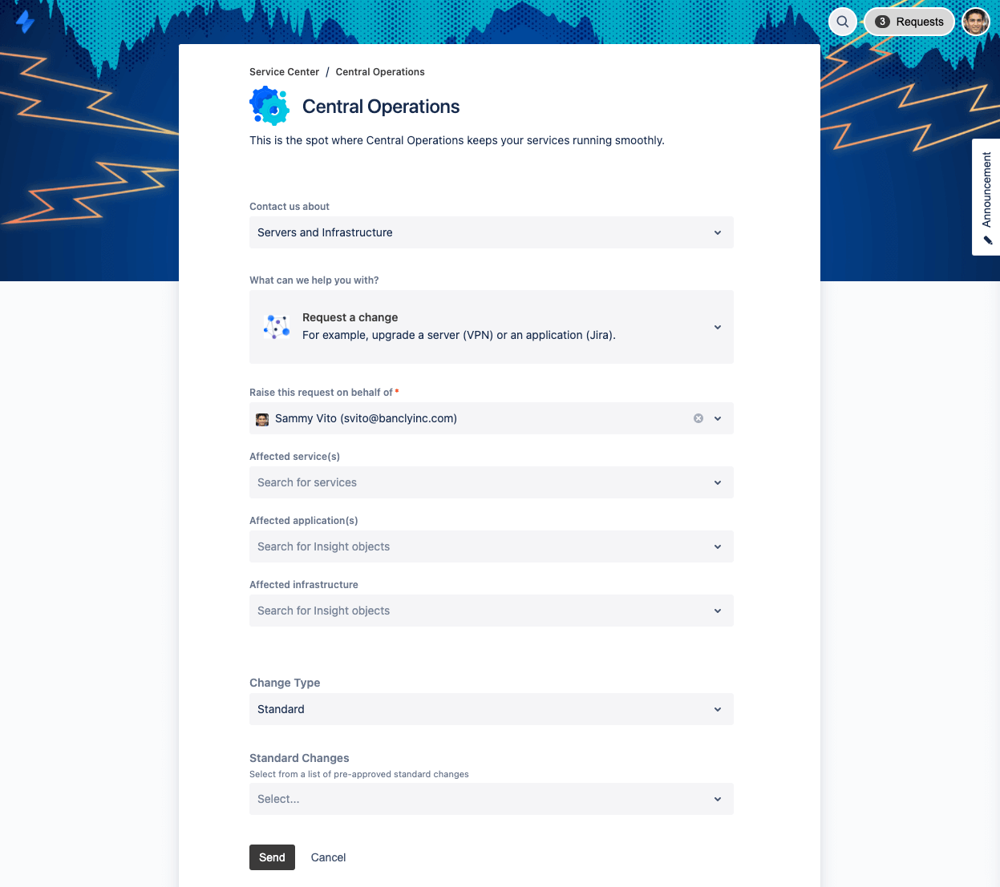 3 Requests
Service Center / Central Operations
Central Operations
This is the spot where Central Operations keeps your services running smoothly.
Announcement
Contact us about
Servers and Infrastructure
What can we help you with?
Request a change
For example, upgrade a server (VPN) or an application (Jira).
Raise this request on behalf of *
Sammy Vito (svito@banclyinc.com)
Affected service(s)
Search for services
Affected application(s)
Search for Insight objects
Affected infrastructure
Search for Insight objects
Change Type
Standard
Standard Changes
Select from a list of pre-approved standard changes
Select...
Send Cancel